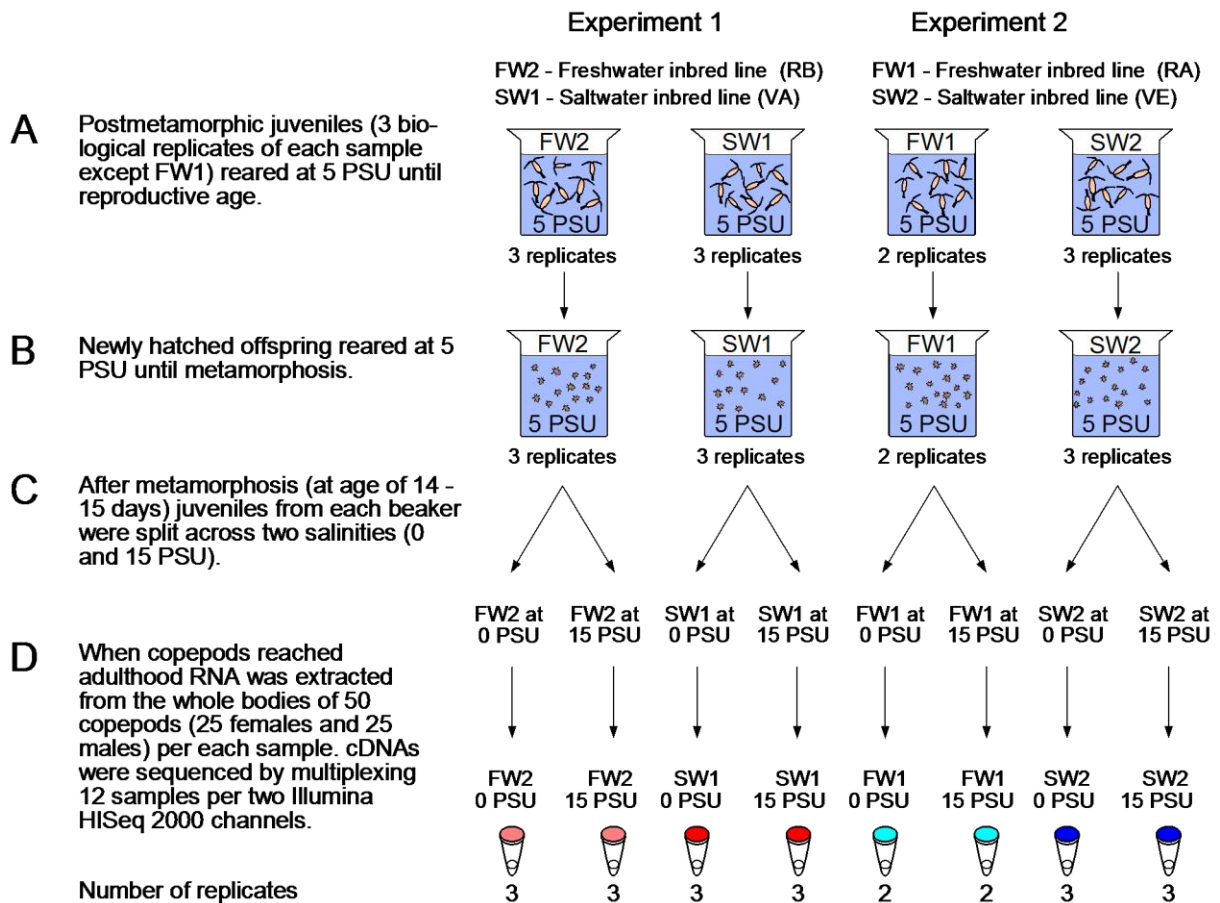 Experiment 1
Experiment 2
FW2 - Freshwater inbred line (RB)
SW1 - Saltwater inbred line (VA)
FW1 - Freshwater inbred line (RA)
SW2 - Saltwater inbred line (VE)
A
Postmetamorphic juveniles (3 bio-
logical replicates of each sample
except FW1) reared at 5 PSU until
reproductive age.
FW2
SW1
FW1
SW2
5 PSU
5 PSU
5 PSU
5 PSU
3 replicates
3 replicates
2 replicates
3 replicates
B
Newly hatched offspring reared at 5
PSU until metamorphosis.
FW2
SW1
FW1
SW2
5 PSU
5 PSU
5 PSU
5 PSU
3 replicates
3 replicates
2 replicates
3 replicates
C
After metamorphosis (at age of 14 -
15 days) juveniles from each beaker
were split across two salinities (0
and 15 PSU).
FW2 at
0 PSU
FW2 at
15 PSU
SW1 at
0 PSU
SW1 at
15 PSU
FW1 at
0 PSU
FW1 at
15 PSU
SW2 at
0 PSU
SW2 at
15 PSU
D
When copepods reached
adulthood RNA was extracted
from the whole bodies of 50
copepods (25 females and 25
males) per each sample. cDNAs
were sequenced by multiplexing
12 samples per two Illumina
HISeq 2000 channels.
FW2
0 PSU
FW2
15 PSU
SW1
0 PSU
SW1
15 PSU
FW1
0 PSU
FW1
15 PSU
SW2
0 PSU
SW2
15 PSU
Number of replicates
3
3
3
3
2
2
3
3